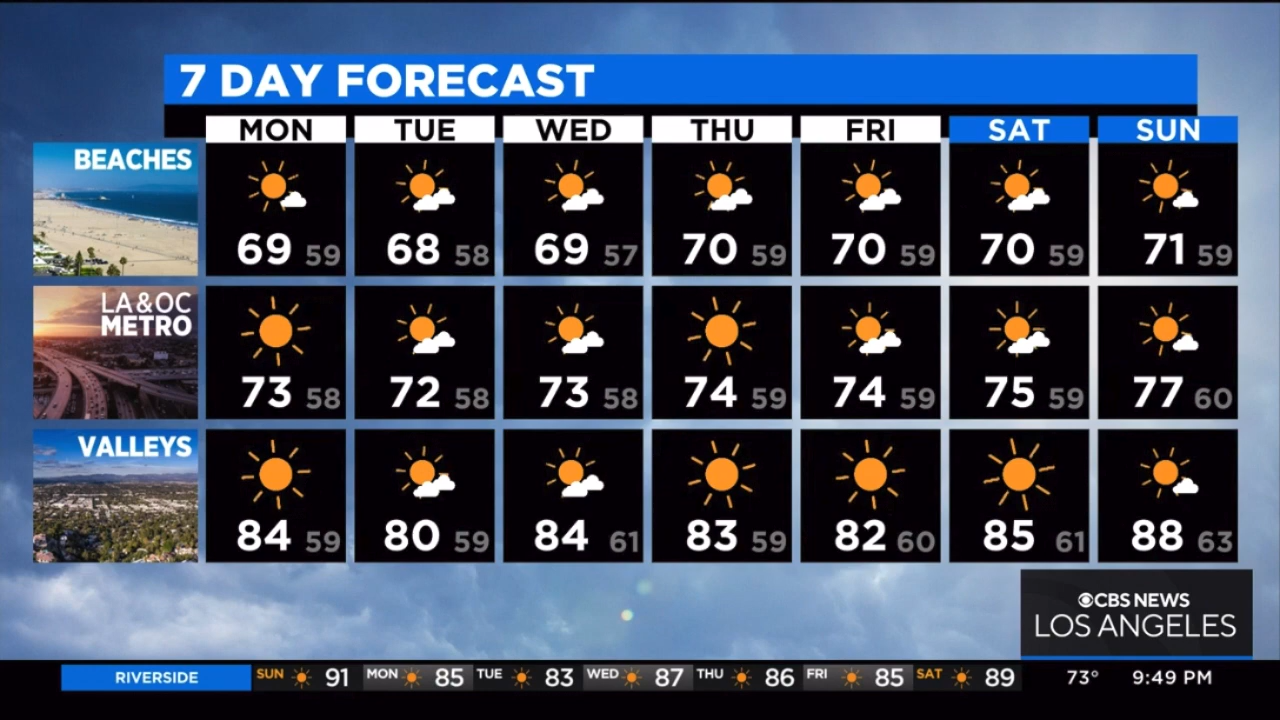 7 DAY FORECAST
MON TUE WED THU FRI SAT SUN
BEACHES
69 59 68 58 69 57 70 59 70 59 70 59 71 59
LA & OC
METRO
73 58 72 58 73 58 74 59 74 59 75 59 77 60
VALLEYS
84 59 80 59 84 61 83 59 82 60 85 61 88 63
CBS NEWS
LOS ANGELES
RIVERSIDE SUN 91 MON 85 TUE 83 WED 87 THU 86 FRI 85 SAT 89 73° 9:49 PM